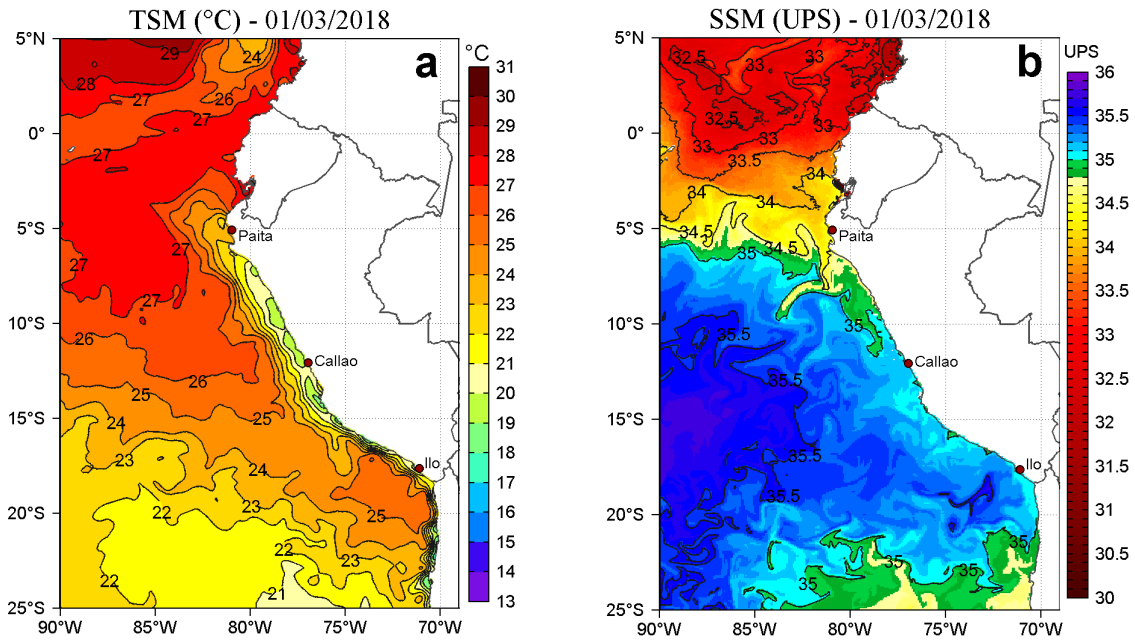 TSM (°C) - 01/03/2018
a
°C
5°N
0°
5°S
10°S
15°S
20°S
25°S
90°W
85°W
80°W
75°W
70°W
29
24
28
27
26
27
27
27
27
27
26
26
25
25
24
24
23
23
25
22
22
23
22
21
Paita
Callao
Ilo
31
30
29
28
27
26
25
24
23
22
21
20
19
18
17
16
15
14
13
SSM (UPS) - 01/03/2018
b
UPS
5°N
0°
5°S
10°S
15°S
20°S
25°S
90°W
85°W
80°W
75°W
70°W
32.5
33
33
32.5
33
33
33
33.5
34
34
34
34.5
34.5
35
35
35.5
35.5
35.5
35.5
35
35
35
35
Paita
Callao
Ilo
36
35.5
35
34.5
34
33.5
33
32.5
32
31.5
31
30.5
30